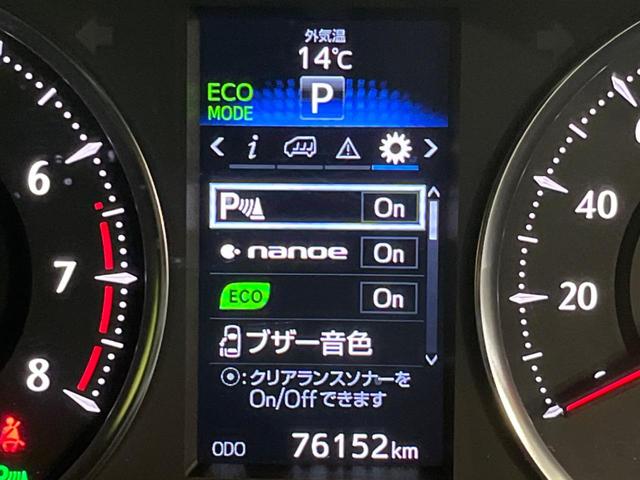 外気温
14℃
ECO
MODE
P
i
P On
nanoe On
ECO On
ブザー音色
⦿:クリアランスソナーを
On/Offできます
ODO 76152km
6
7
8
40
20
P